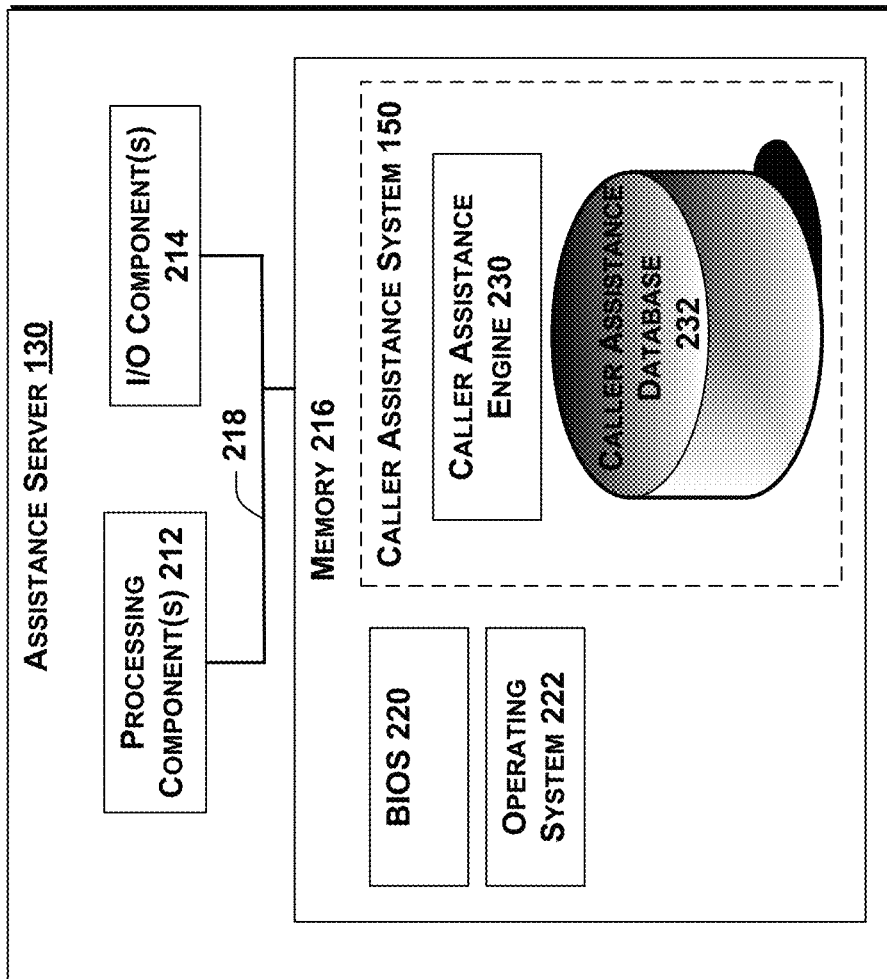 ASSISTANCE SERVER 130
PROCESSING
COMPONENT(S) 212
I/O COMPONENT(S)
214
218
MEMORY 216
BIOS 220
OPERATING
SYSTEM 222
CALLER ASSISTANCE SYSTEM 150
CALLER ASSISTANCE
ENGINE 230
CALLER ASSISTANCE
DATABASE
232